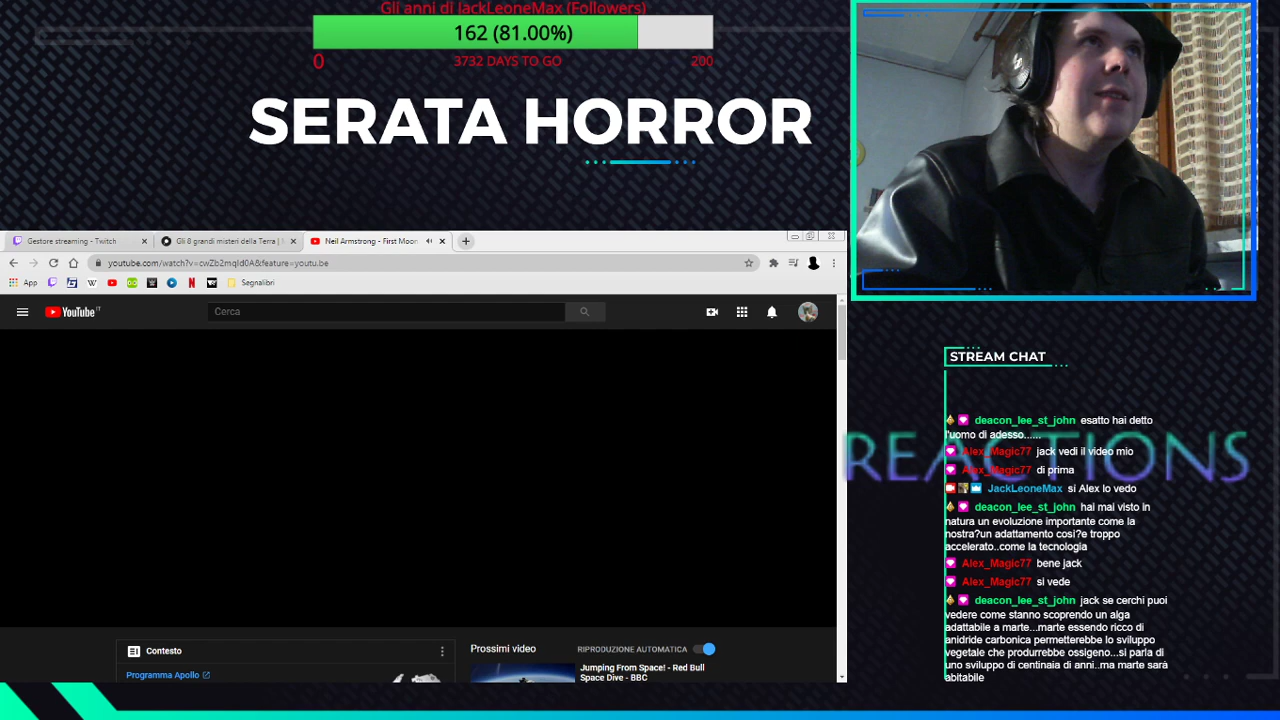 Gli anni di JackLeoneMax (Followers)
162 (81.00%)
0
3732 DAYS TO GO
200
SERATA HORROR
Gestore streaming - Twitch
Gli 8 grandi misteri della Terra |
Neil Armstrong - First Moon
youtube.com/watch?v=cwZb2mqId0A&feature=youtu.be
App
Segnalibri
YouTube IT
Cerca
Contesto
Programma Apollo
Prossimi video
RIPRODUZIONE AUTOMATICA
Jumping From Space! - Red Bull
Space Dive - BBC
STREAM CHAT
REACTIONS
deacon_lee_st_john esatto hai detto
l'uomo di adesso......
Alex_Magic77 jack vedi il video mio
Alex_Magic77 di prima
JackLeoneMax si Alex lo vedo
deacon_lee_st_john hai mai visto in
natura un evoluzione importante come la
nostra?un adattamento cosi?e troppo
accelerato..come la tecnologia
Alex_Magic77 bene jack
Alex_Magic77 si vede
deacon_lee_st_john jack se cerchi puoi
vedere come stanno scoprendo un alga
adattabile a marte...marte essendo ricco di
anidride carbonica permetterebbe lo sviluppo
vegetale che produrrebbe ossigeno...si parla di
uno sviluppo di centinaia di anni..ma marte sarà
abitabile